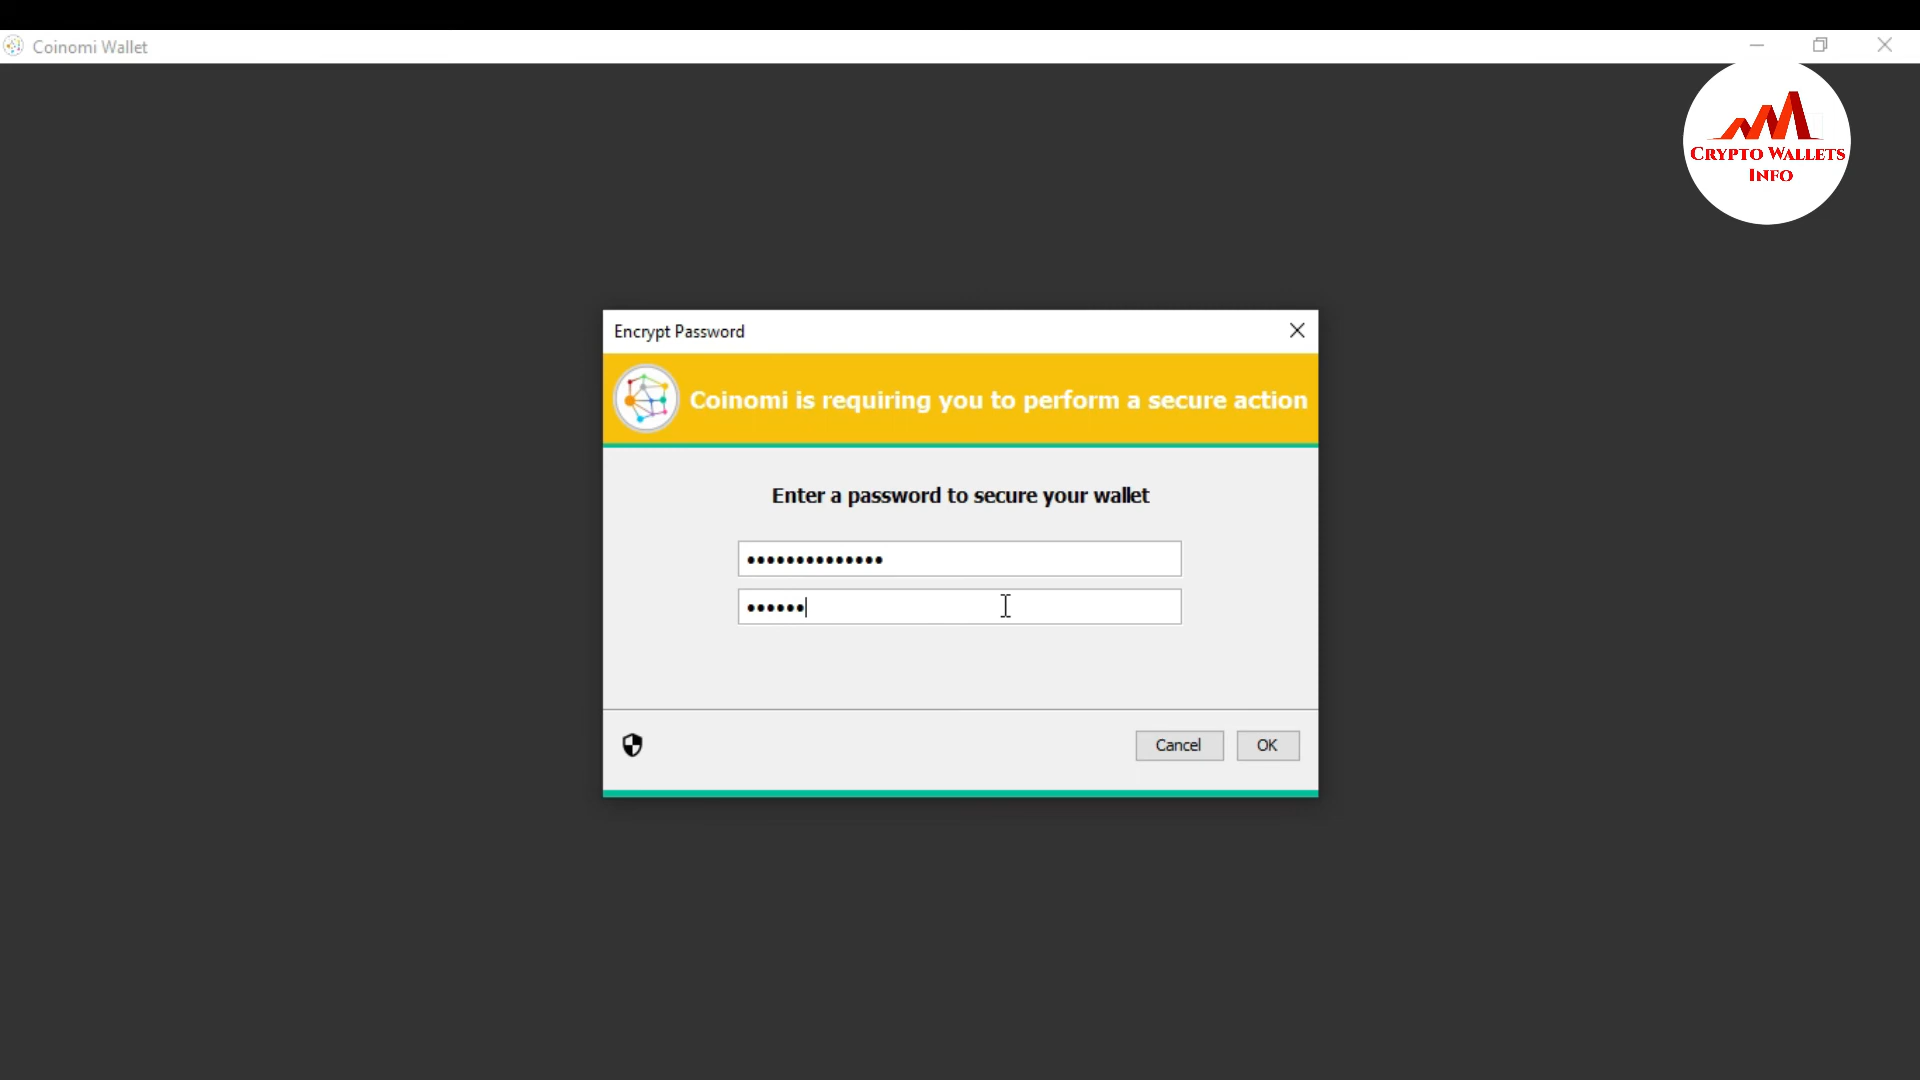 Coinomi Wallet
CRYPTO WALLETS
INFO
Encrypt Password
Coinomi is requiring you to perform a secure action
Enter a password to secure your wallet
••••••••••••••
••••••
Cancel
OK